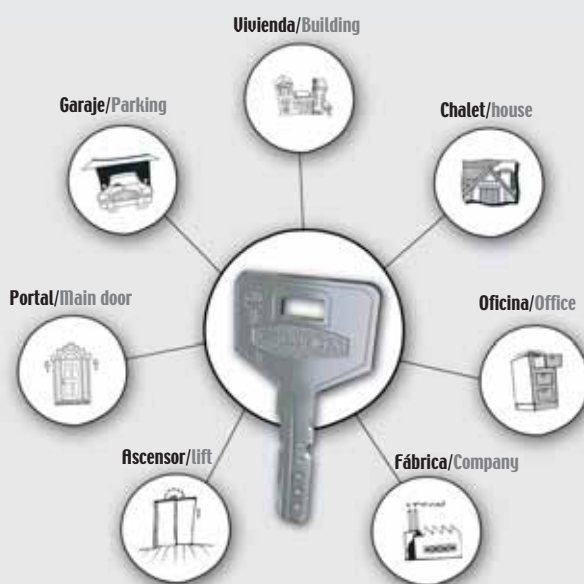 Vivienda/Building
Garaje/Parking
Chalet/house
Portal/Main door
Oficina/Office
Ascensor/lift
Fábrica/Company